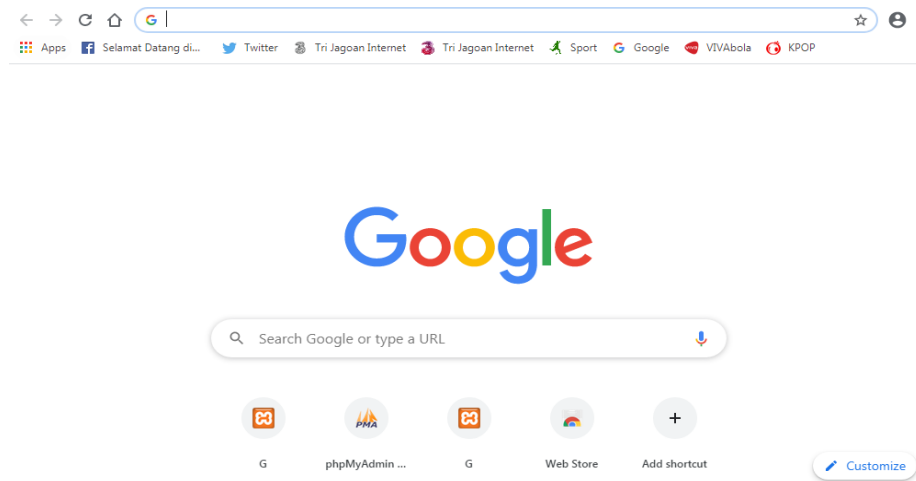 Apps Selamat Datang di... Twitter Tri Jagoan Internet Tri Jagoan Internet Sport Google VIVAbola KPOP
Google
Search Google or type a URL
PMA
G phpMyAdmin ... G Web Store Add shortcut
Customize